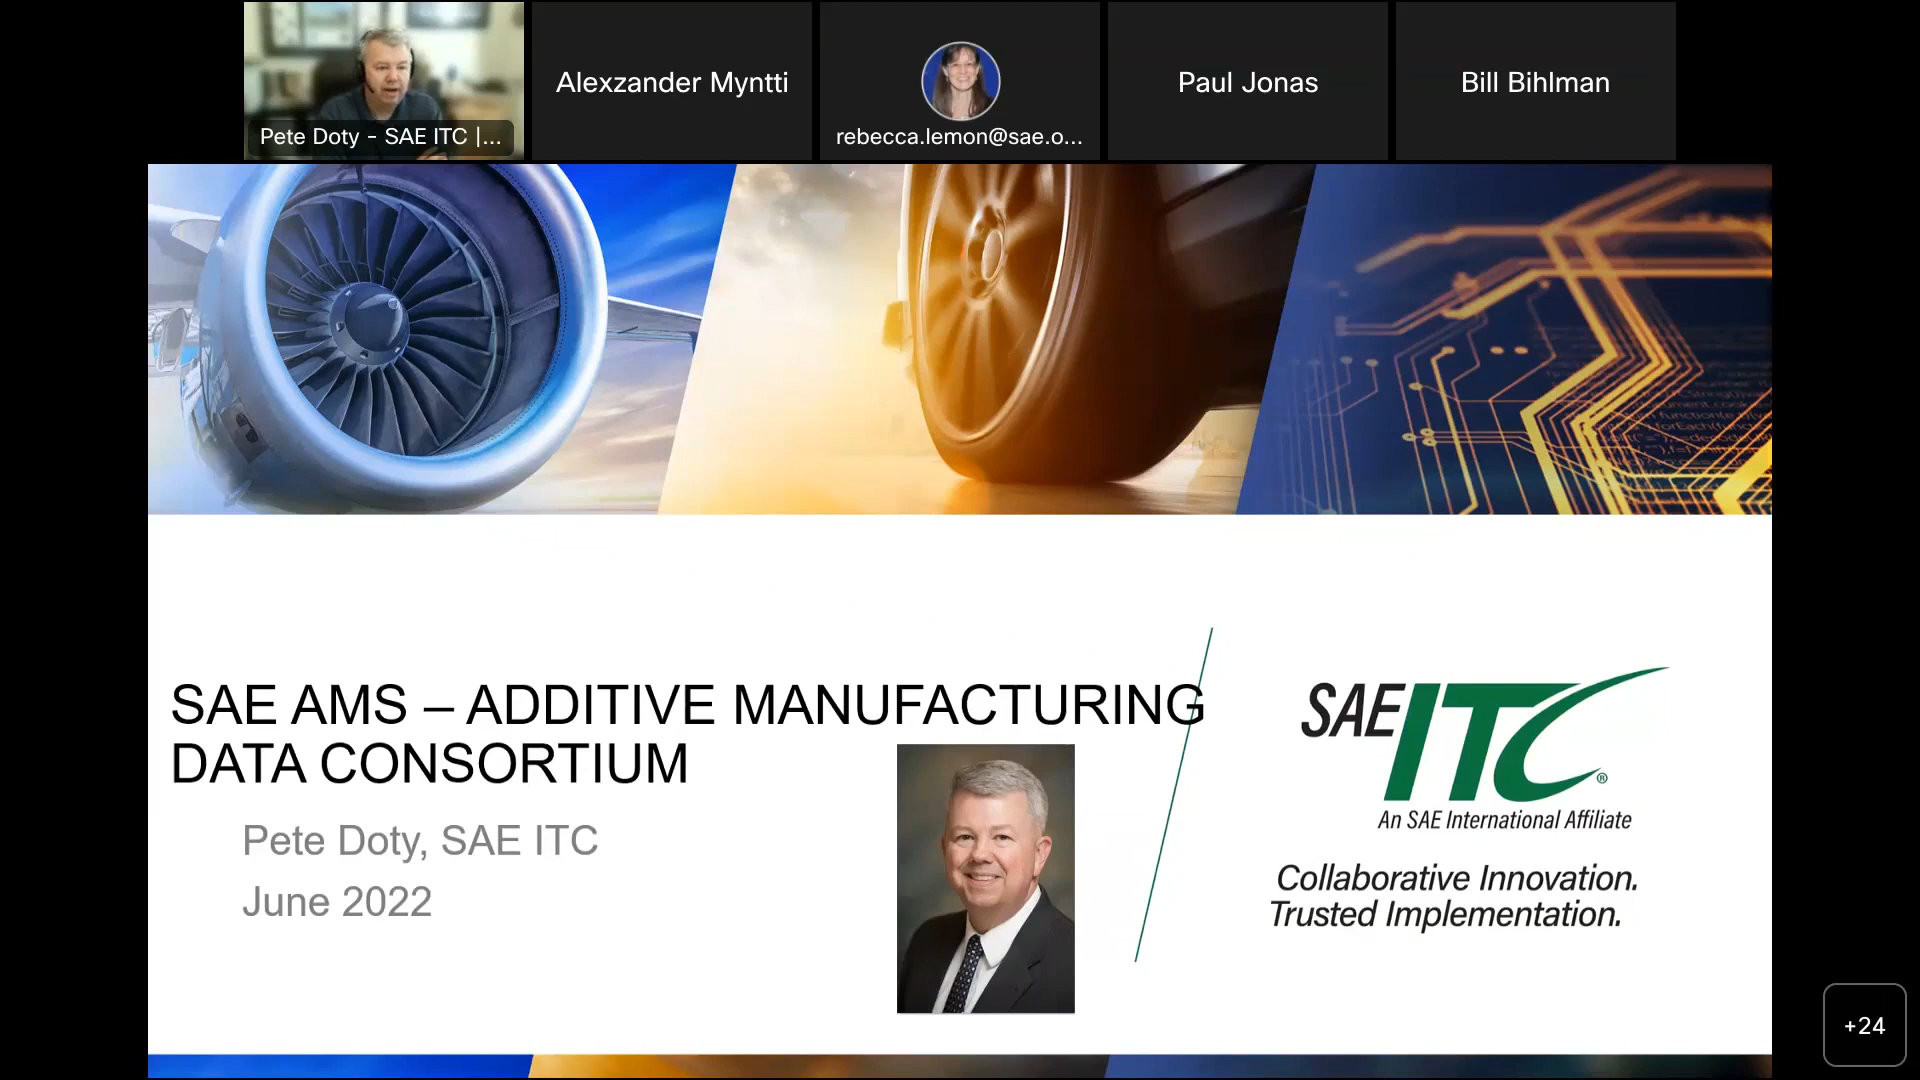 Pete Doty - SAE ITC |...
Alexzander Myntti
rebecca.lemon@sae.o...
Paul Jonas
Bill Bihlman
SAE AMS – ADDITIVE MANUFACTURING
DATA CONSORTIUM
Pete Doty, SAE ITC
June 2022
SAE ITC®
An SAE International Affiliate
Collaborative Innovation.
Trusted Implementation.
+24